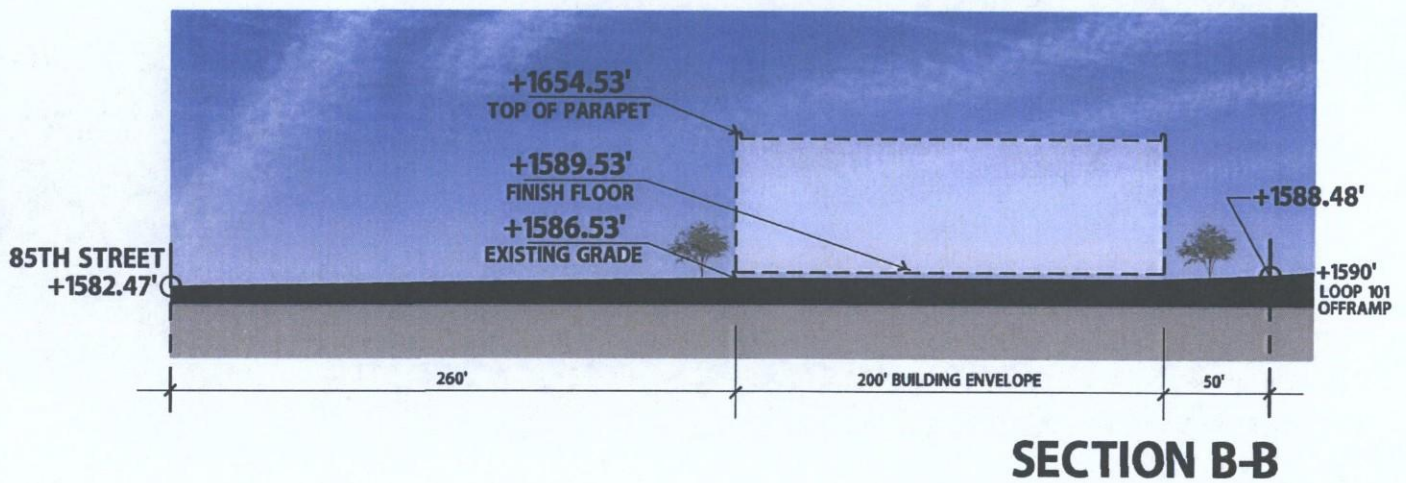 +1654.53'
TOP OF PARAPET
+1589.53'
FINISH FLOOR
+1588.48'
+1586.53'
EXISTING GRADE
85TH STREET
+1582.47'
+1590'
LOOP 101
OFFRAMP
260'
200' BUILDING ENVELOPE
50'
SECTION B-B